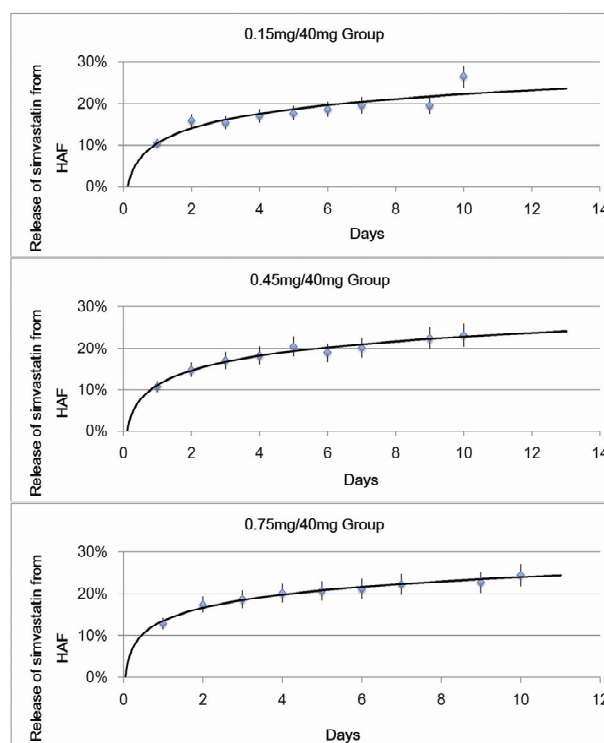 0.15mg/40mg Group
Release of simvastatin from
HAF
30%
20%
10%
0%
0 2 4 6 8 10 12 14
Days
0.45mg/40mg Group
Release of simvastatin from
HAF
30%
20%
10%
0%
0 2 4 6 8 10 12 14
Days
0.75mg/40mg Group
Release of simvastatin from
HAF
30%
20%
10%
0%
0 2 4 6 8 10 12
Days